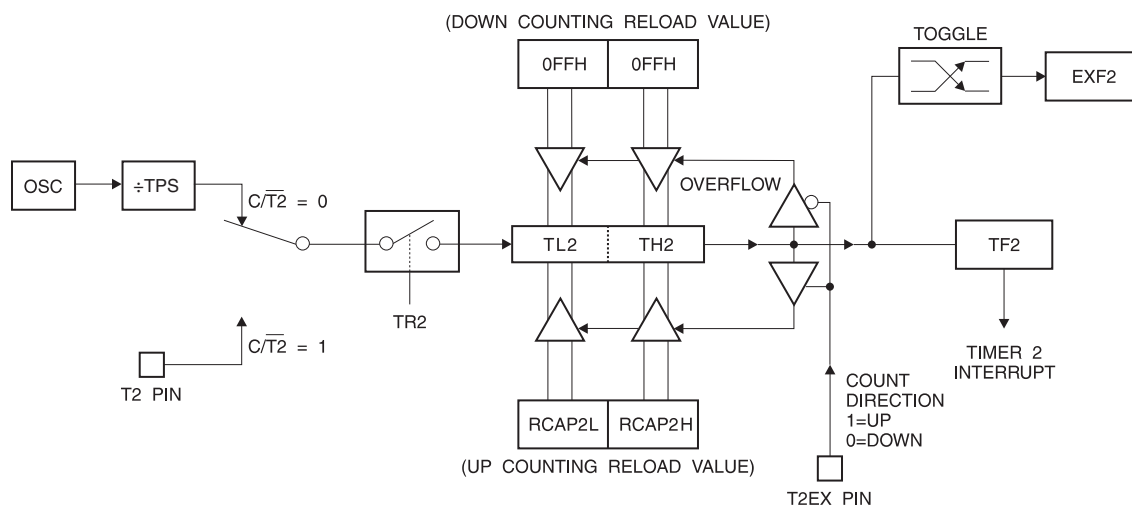 (DOWN COUNTING RELOAD VALUE)
0FFH 0FFH
TOGGLE
EXF2
OSC
÷TPS
C/T2̅ = 0
OVERFLOW
TL2 TH2
TF2
TR2
C/T2̅ = 1
T2 PIN
TIMER 2
INTERRUPT
COUNT
DIRECTION
1=UP
0=DOWN
RCAP2L RCAP2H
(UP COUNTING RELOAD VALUE)
T2EX PIN